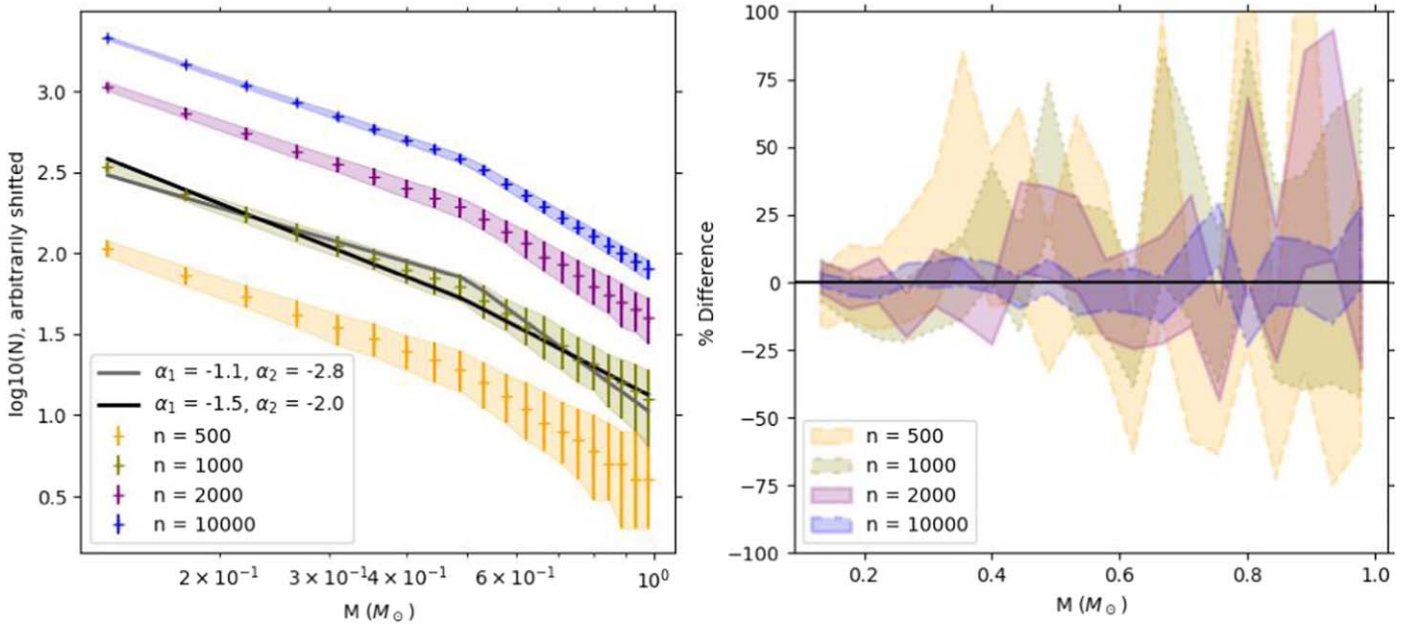 3.0
2.5
2.0
1.5
1.0
0.5
log10(N), arbitrarily shifted
α₁ = -1.1, α₂ = -2.8
α₁ = -1.5, α₂ = -2.0
n = 500
n = 1000
n = 2000
n = 10000
2 × 10⁻¹ 3 × 10⁻¹ 4 × 10⁻¹ 6 × 10⁻¹ 10⁰
M (M☉)
100
75
50
25
0
−25
−50
−75
−100
% Difference
n = 500
n = 1000
n = 2000
n = 10000
0.2 0.4 0.6 0.8 1.0
M (M☉)